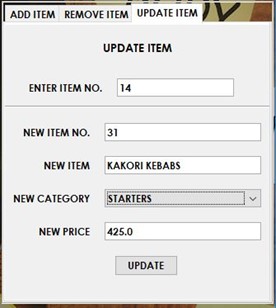 ADD ITEM REMOVE ITEM UPDATE ITEM
UPDATE ITEM
ENTER ITEM NO. 14
NEW ITEM NO. 31
NEW ITEM KAKORI KEBABS
NEW CATEGORY STARTERS
NEW PRICE 425.0
UPDATE